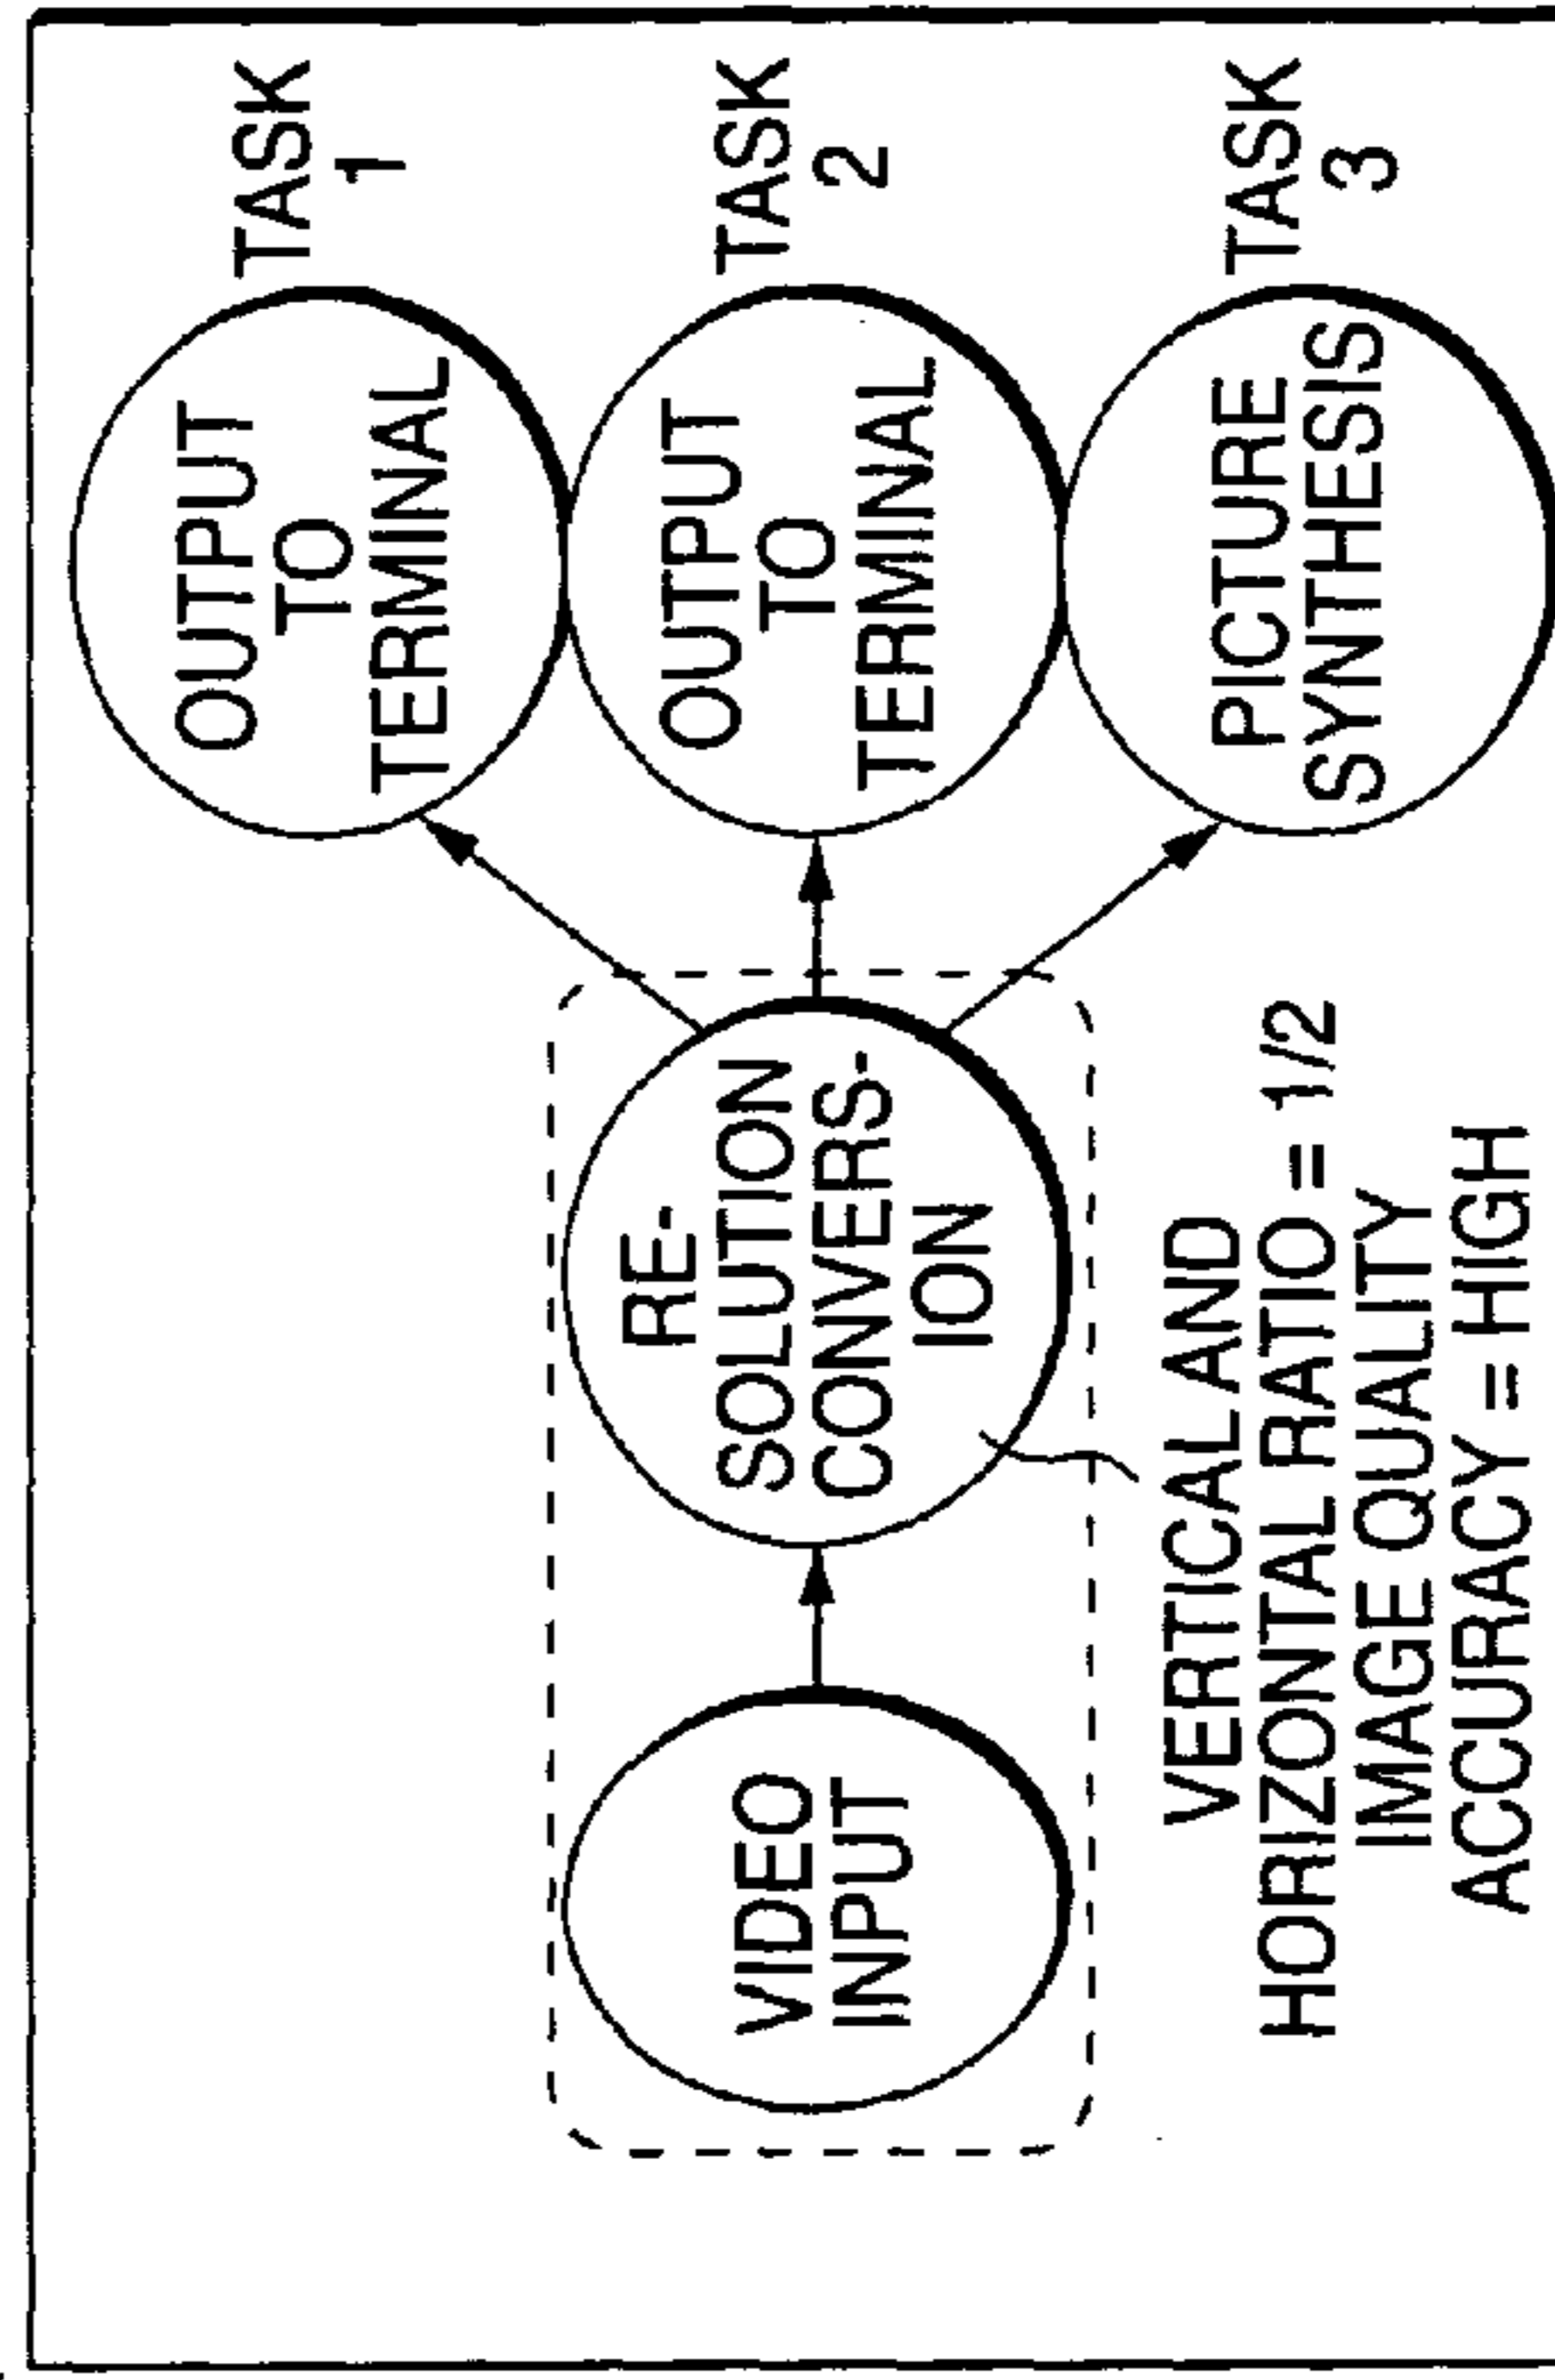 TASK
1
OUTPUT
TO
TERMINAL
TASK
2
OUTPUT
TO
TERMINAL
TASK
3
PICTURE
SYNTHESIS
RE-
SOLUTION
CONVERS-
ION
VIDEO
INPUT
VERTICAL AND
HORIZONTAL RATIO = 1/2
IMAGE QUALITY
ACCURACY = HIGH